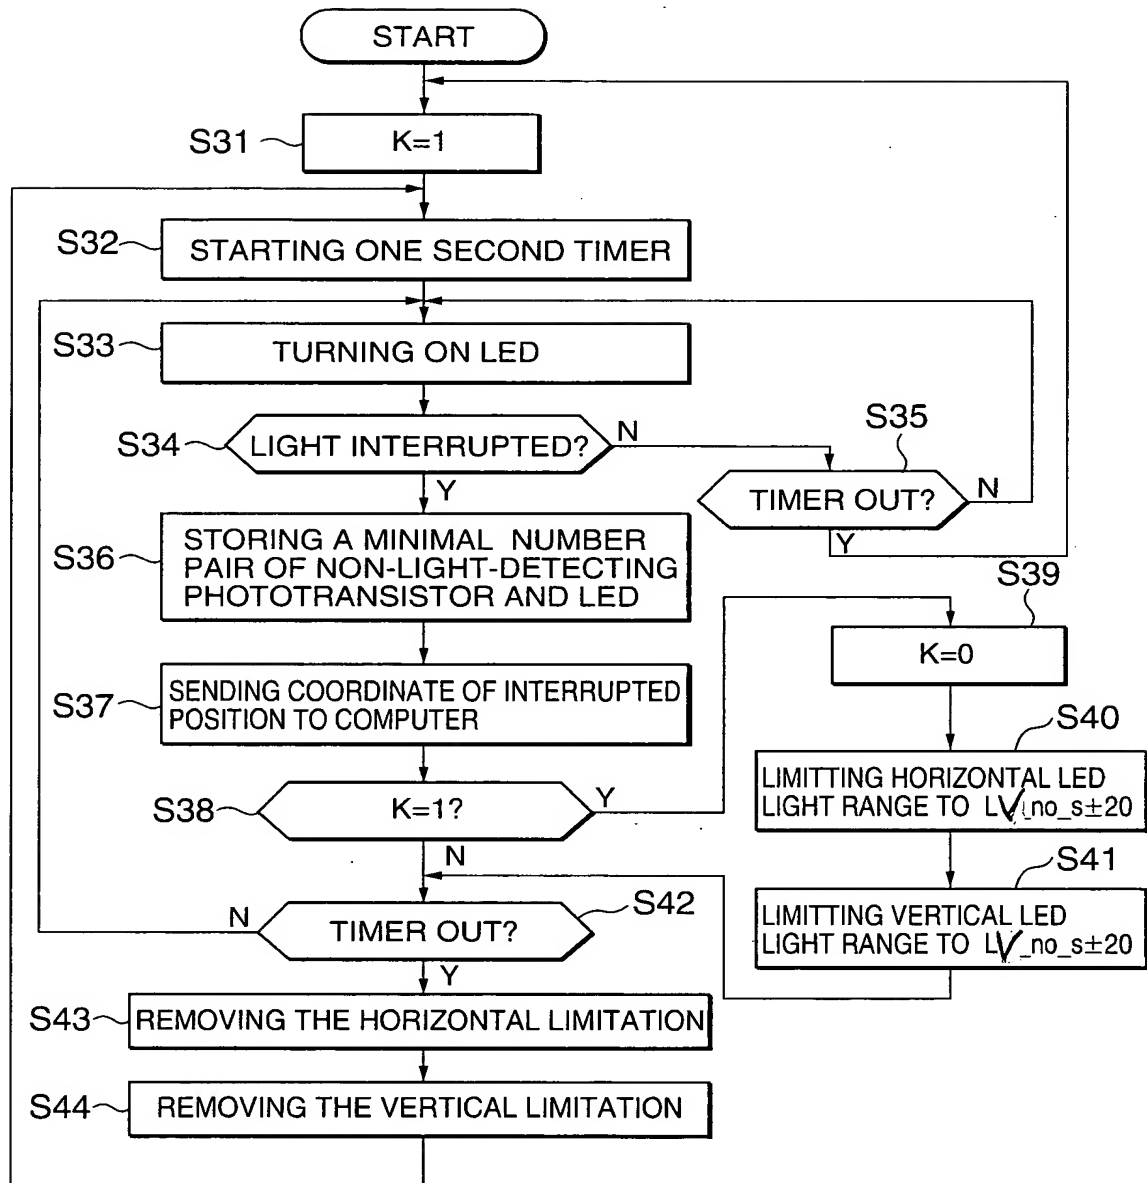 START
S31
K=1
S32
STARTING ONE SECOND TIMER
S33
TURNING ON LED
S34
LIGHT INTERRUPTED?
N
Y
S35
TIMER OUT?
N
Y
S36
STORING A MINIMAL NUMBER
PAIR OF NON-LIGHT-DETECTING
PHOTOTRANSISTOR AND LED
S37
SENDING COORDINATE OF INTERRUPTED
POSITION TO COMPUTER
S38
K=1?
Y
N
S39
K=0
S40
LIMITTING HORIZONTAL LED
LIGHT RANGE TO LV_no_s±20
S41
LIMITTING VERTICAL LED
LIGHT RANGE TO LV_no_s±20
S42
TIMER OUT?
N
Y
S43
REMOVING THE HORIZONTAL LIMITATION
S44
REMOVING THE VERTICAL LIMITATION